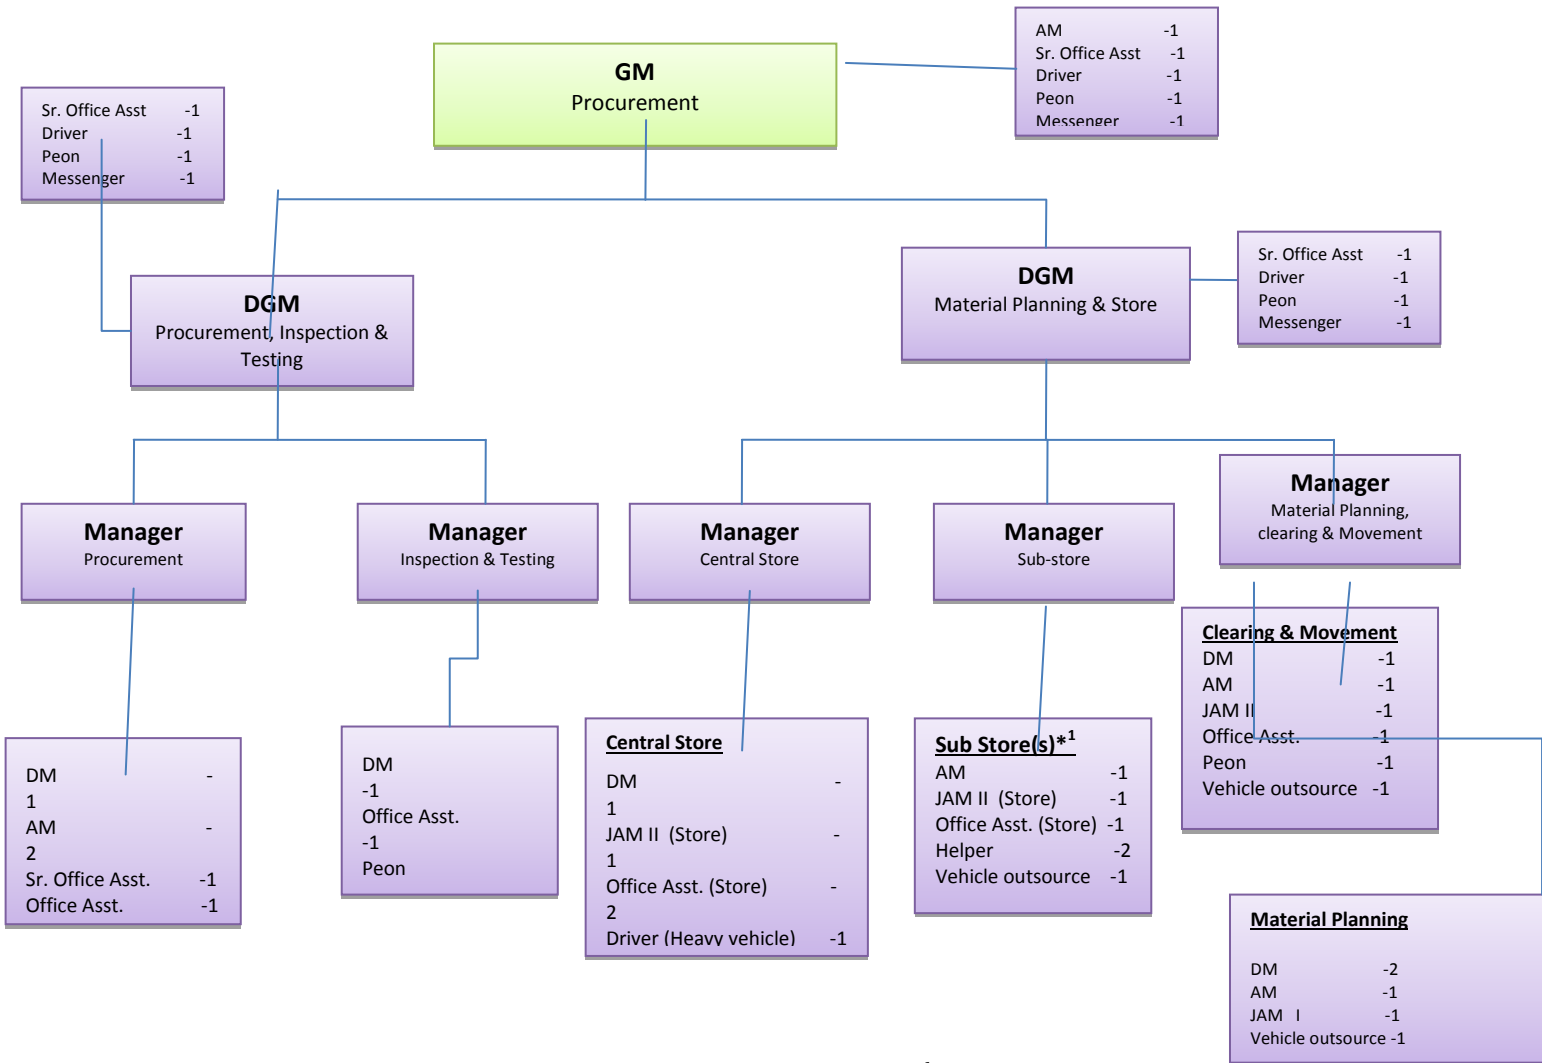 GM
Procurement
AM -1
Sr. Office Asst -1
Driver -1
Peon -1
Messenger -1
Sr. Office Asst -1
Driver -1
Peon -1
Messenger -1
DGM
Procurement, Inspection &
Testing
DGM
Material Planning & Store
Sr. Office Asst -1
Driver -1
Peon -1
Messenger -1
Manager
Procurement
Manager
Inspection & Testing
Manager
Central Store
Manager
Sub-store
Manager
Material Planning,
clearing & Movement
DM -
1
AM -
2
Sr. Office Asst. -1
Office Asst. -1
DM
-1
Office Asst.
-1
Peon
Central Store
DM -
1
JAM II (Store) -
1
Office Asst. (Store) -
2
Driver (Heavy vehicle) -1
Sub Store(s)*1
AM -1
JAM II (Store) -1
Office Asst. (Store) -1
Helper -2
Vehicle outsource -1
Clearing & Movement
DM -1
AM -1
JAM II -1
Office Asst. -1
Peon -1
Vehicle outsource -1
Material Planning
DM -2
AM -1
JAM I -1
Vehicle outsource -1